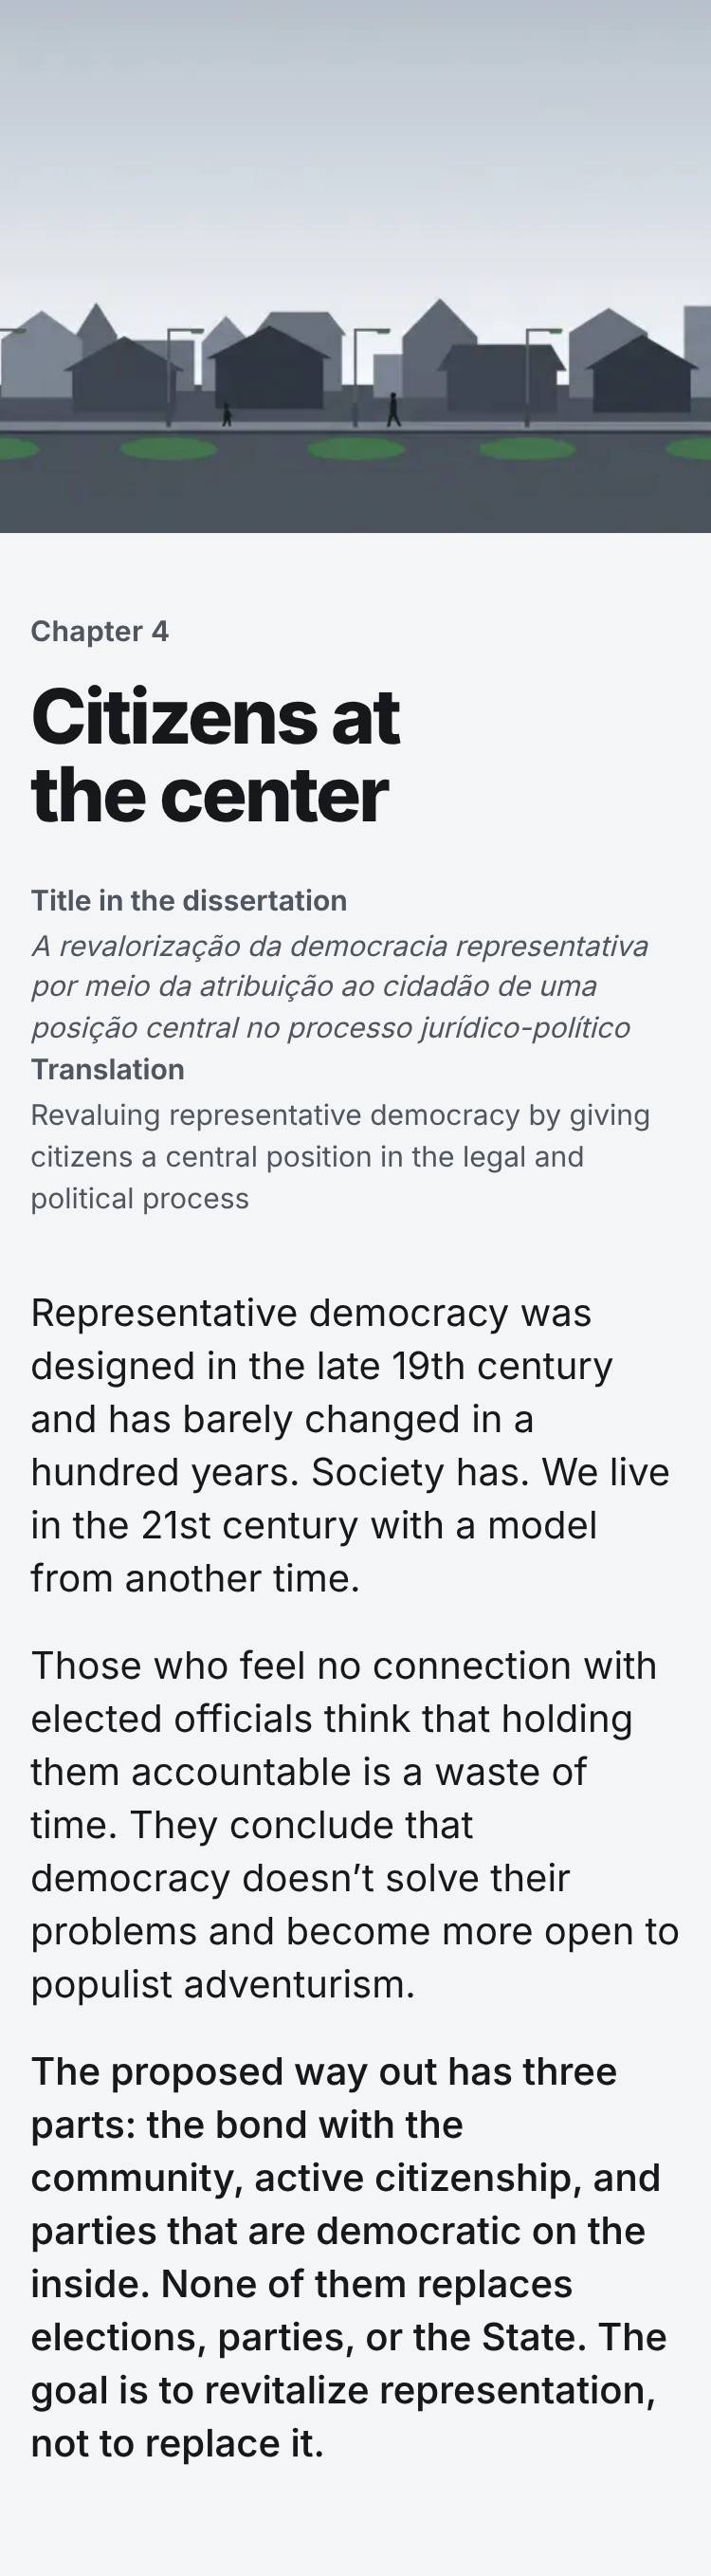 Chapter 4
Citizens at
the center
Title in the dissertation
A revalorização da democracia representativa
por meio da atribuição ao cidadão de uma
posição central no processo jurídico-político
Translation
Revaluing representative democracy by giving
citizens a central position in the legal and
political process
Representative democracy was
designed in the late 19th century
and has barely changed in a
hundred years. Society has. We live
in the 21st century with a model
from another time.
Those who feel no connection with
elected officials think that holding
them accountable is a waste of
time. They conclude that
democracy doesn’t solve their
problems and become more open to
populist adventurism.
The proposed way out has three
parts: the bond with the
community, active citizenship, and
parties that are democratic on the
inside. None of them replaces
elections, parties, or the State. The
goal is to revitalize representation,
not to replace it.